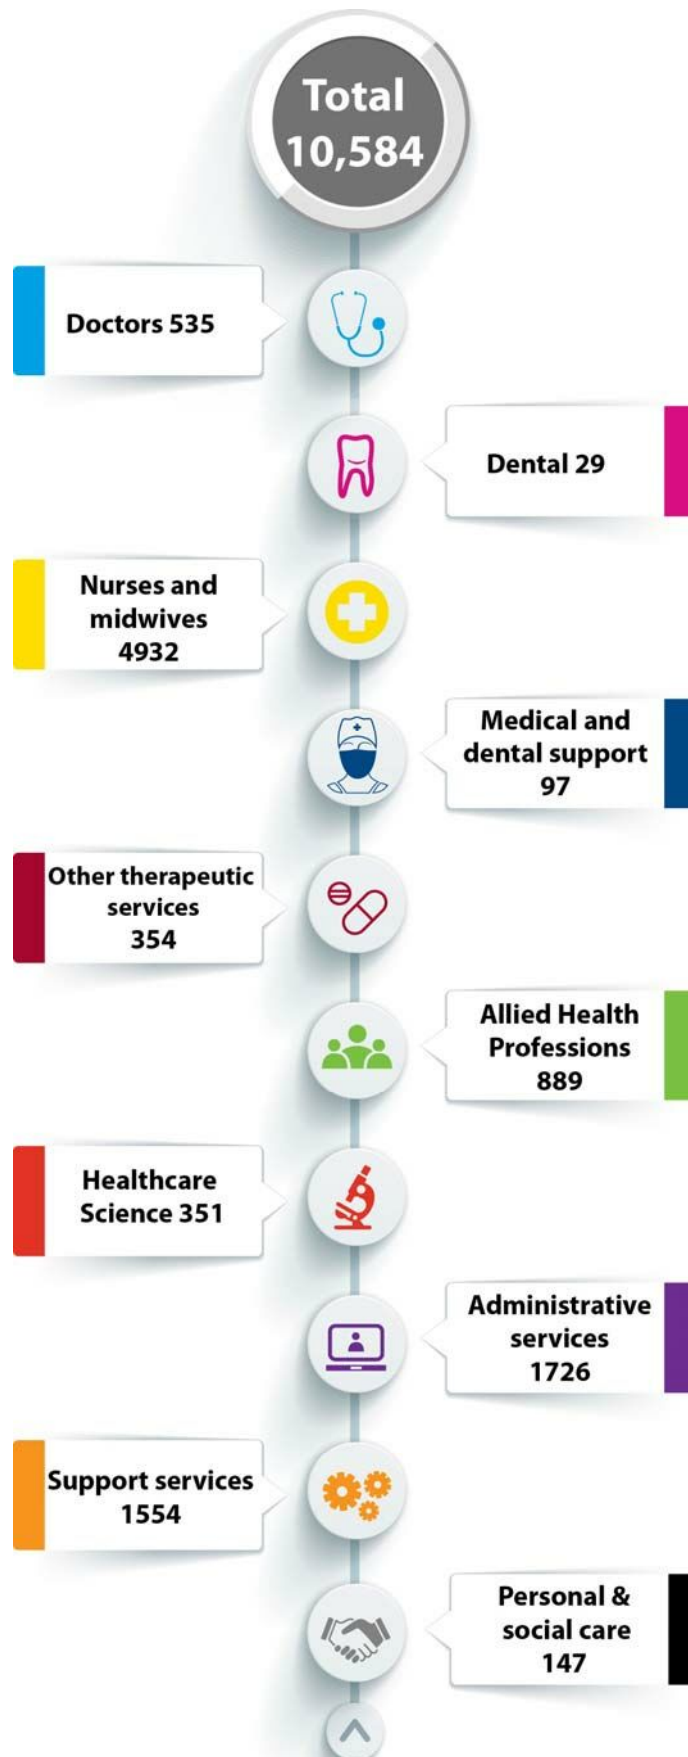 Total
10,584
Doctors 535
Dental 29
Nurses and
midwives
4932
Medical and
dental support
97
Other therapeutic
services
354
Allied Health
Professions
889
Healthcare
Science 351
Administrative
services
1726
Support services
1554
Personal &
social care
147